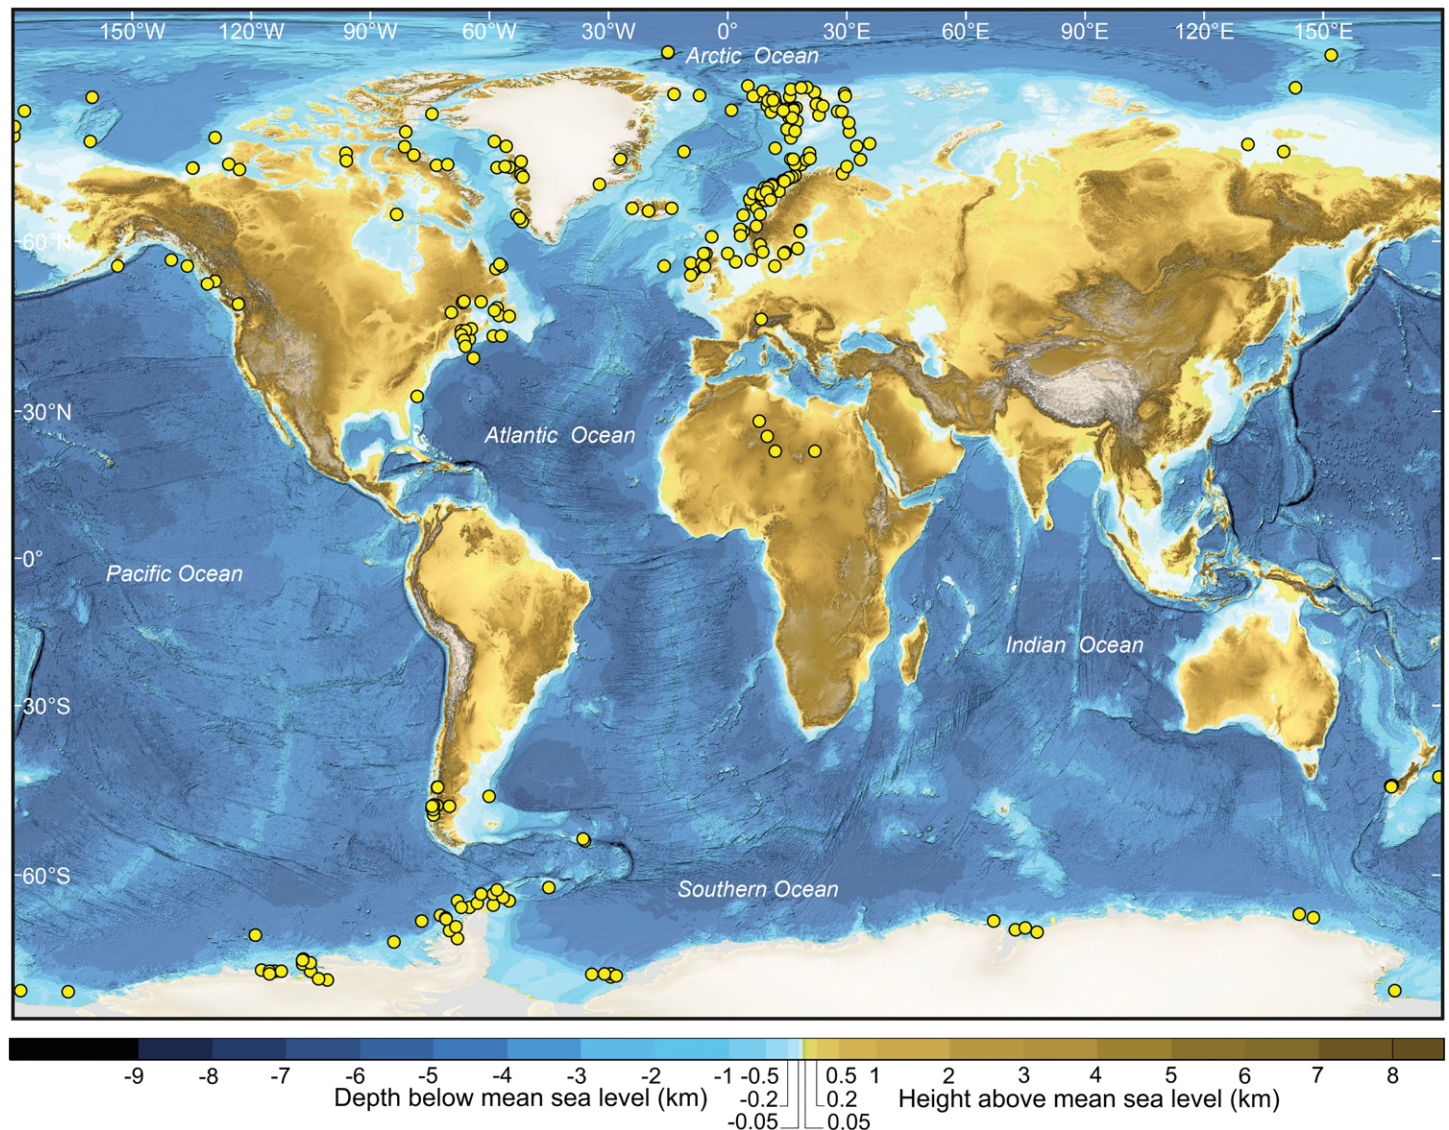 150°W 120°W 90°W 60°W 30°W 0° 30°E 60°E 90°E 120°E 150°E
Arctic Ocean
60°N
30°N
Atlantic Ocean
0°
Pacific Ocean
Indian Ocean
30°S
60°S
Southern Ocean
-9 -8 -7 -6 -5 -4 -3 -2 -1 -0.5 0.5 1 2 3 4 5 6 7 8
Depth below mean sea level (km) -0.2 0.2 Height above mean sea level (km)
-0.05 0.05